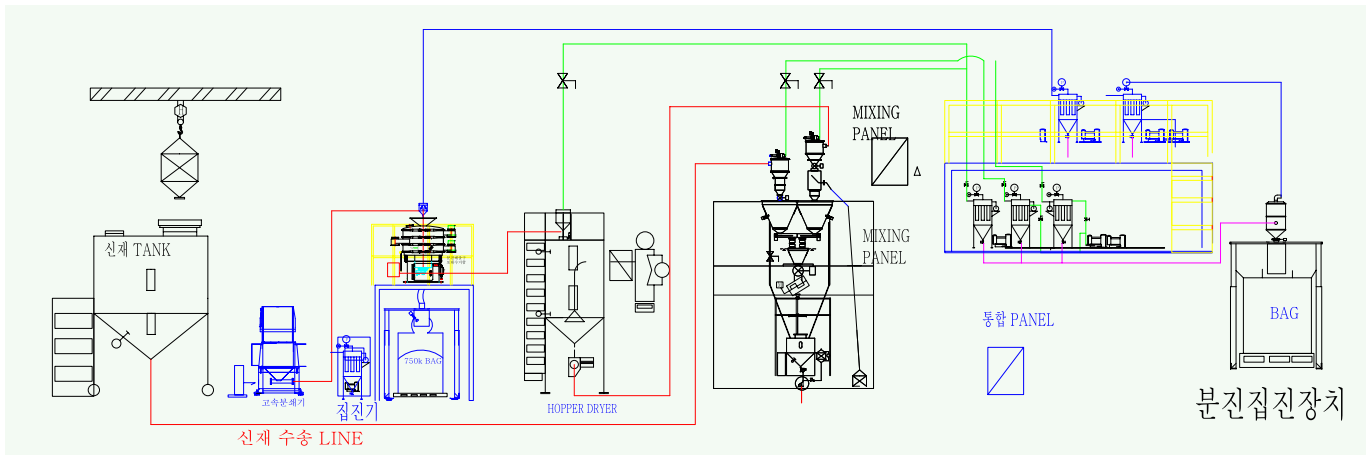 MIXING
PANEL
신재 TANK
MIXING
PANEL
750k BAG
BAG
통합 PANEL
고속분쇄기
집진기
HOPPER DRYER
분진집진장치
신재 수송 LINE